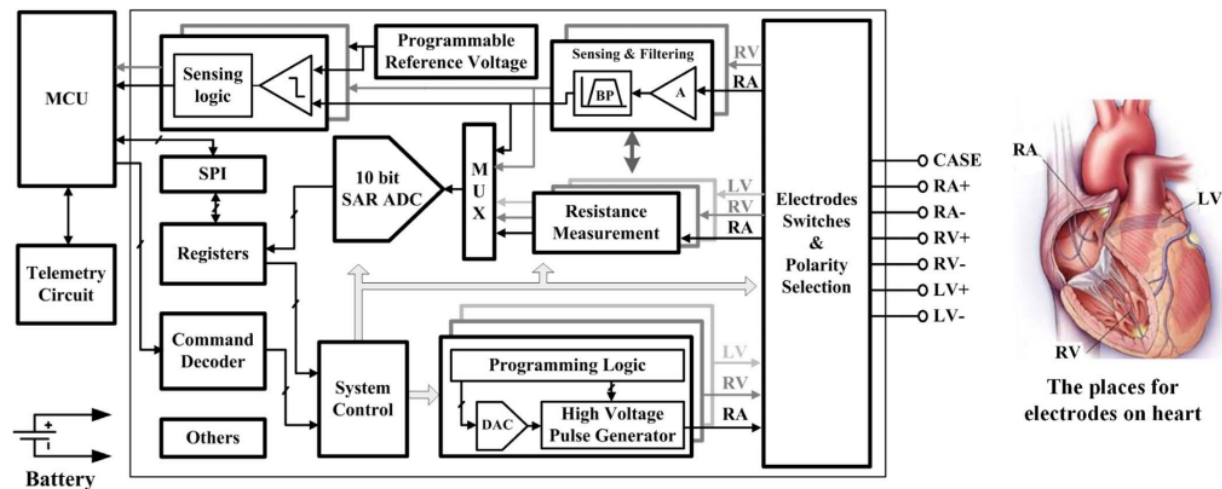 MCU
Telemetry
Circuit
Battery
Sensing
logic
Programmable
Reference Voltage
Sensing & Filtering
BP
A
RV
RA
SPI
Registers
10 bit
SAR ADC
MUX
Resistance
Measurement
LV
RV
RA
Command
Decoder
Others
System
Control
Programming Logic
DAC
High Voltage
Pulse Generator
LV
RV
RA
Electrodes
Switches
&
Polarity
Selection
CASE
RA+
RA-
RV+
RV-
LV+
LV-
RA
LV
RV
The places for
electrodes on heart